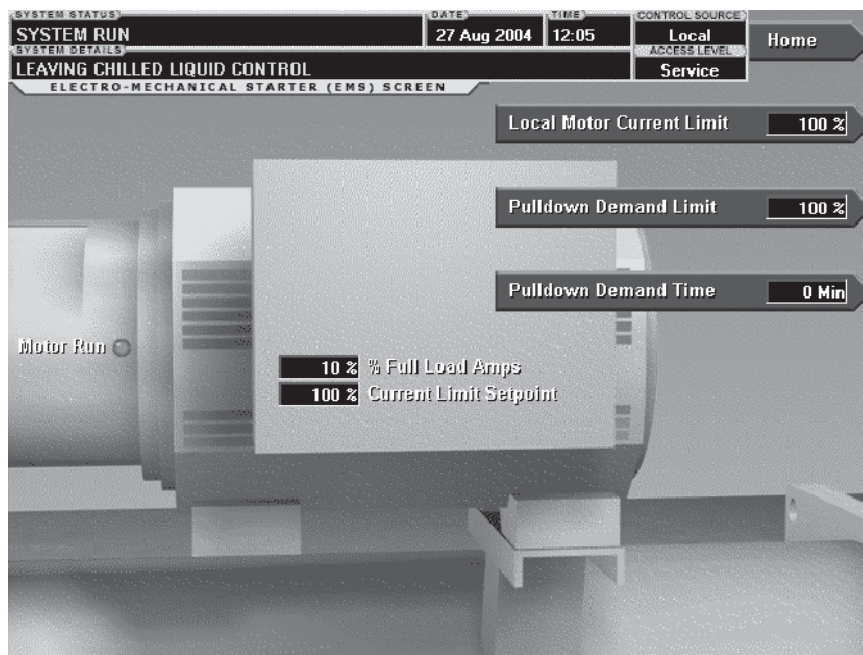 SYSTEM STATUS
SYSTEM RUN
DATE
27 Aug 2004
TIME
12:05
CONTROL SOURCE
Local
Home
SYSTEM DETAILS
LEAVING CHILLED LIQUID CONTROL
ACCESS LEVEL
Service
ELECTRO-MECHANICAL STARTER (EMS) SCREEN
Local Motor Current Limit 100 %
Pulldown Demand Limit 100 %
Pulldown Demand Time 0 Min
Motor Run
10 % % Full Load Amps
100 % Current Limit Setpoint